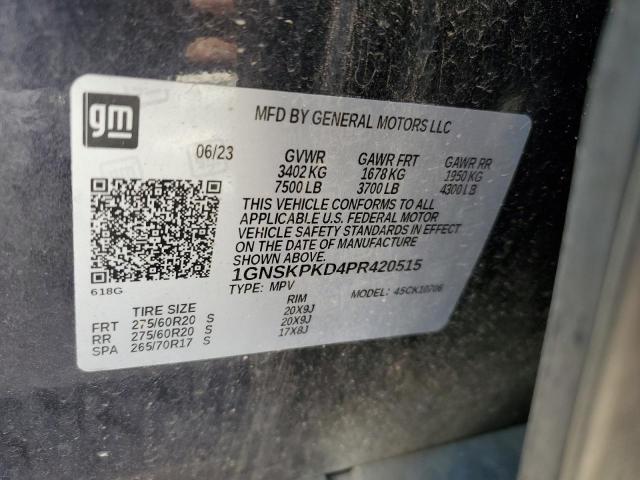 gm
MFD BY GENERAL MOTORS LLC
06/23 GVWR GAWR FRT GAWR RR
3402 KG 1678 KG 1950 KG
7500 LB 3700 LB 4300 LB
THIS VEHICLE CONFORMS TO ALL
APPLICABLE U.S. FEDERAL MOTOR
VEHICLE SAFETY STANDARDS IN EFFECT
ON THE DATE OF MANUFACTURE
SHOWN ABOVE.
1GNSKPKD4PR420515
618G
TYPE: MPV MODEL: 4SCK10706
TIRE SIZE RIM
FRT 275/60R20 S 20X9J
RR 275/60R20 S 20X9J
SPA 265/70R17 S 17X8J